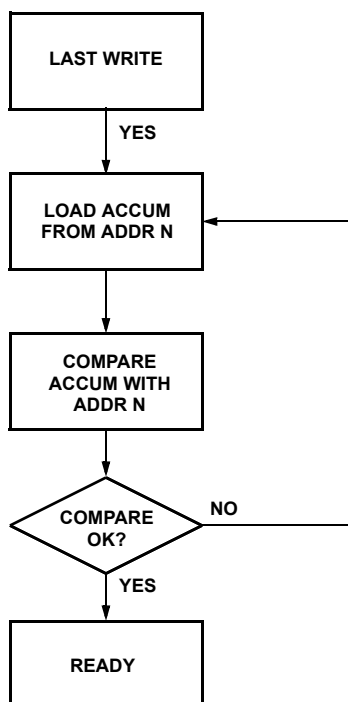 LAST WRITE
YES
LOAD ACCUM
FROM ADDR N
COMPARE
ACCUM WITH
ADDR N
COMPARE
OK?
NO
YES
READY